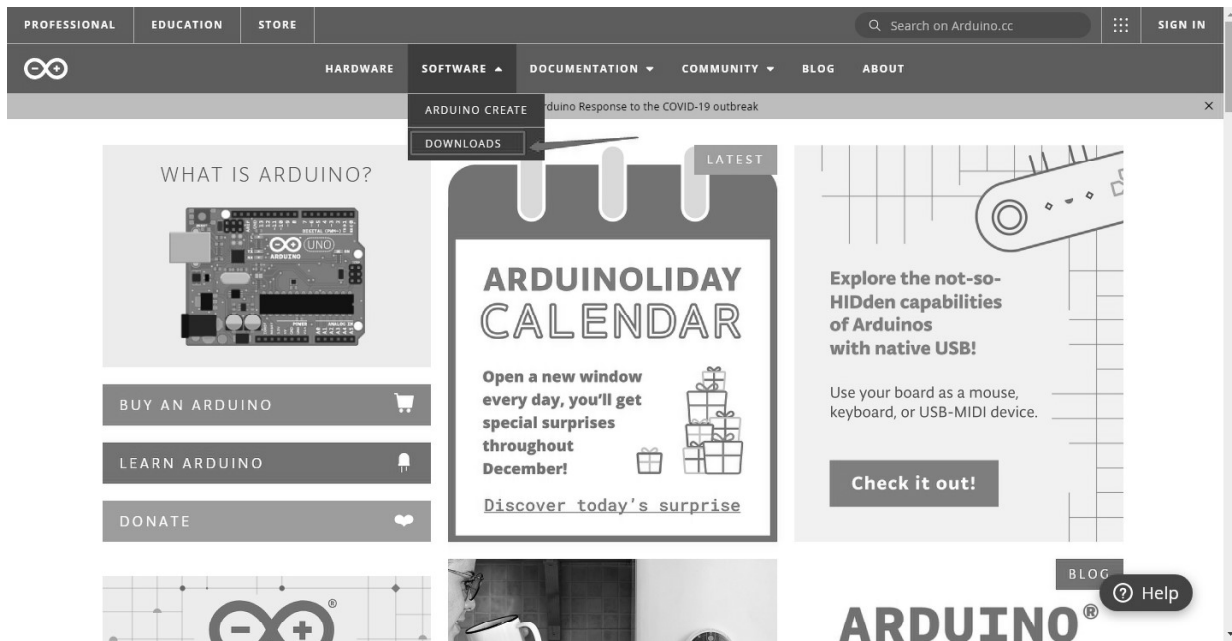 PROFESSIONAL
EDUCATION
STORE
Search on Arduino.cc
SIGN IN
HARDWARE
SOFTWARE
DOCUMENTATION
COMMUNITY
BLOG
ABOUT
ARDUINO CREATE
DOWNLOADS
duino Response to the COVID-19 outbreak
WHAT IS ARDUINO?
UNO
ARDUINO
BUY AN ARDUINO
LEARN ARDUINO
DONATE
LATEST
ARDUINOLIDAY
CALENDAR
Open a new window
every day, you'll get
special surprises
throughout
December!
Discover today's surprise
Explore the not-so-
HIDden capabilities
of Arduinos
with native USB!
Use your board as a mouse,
keyboard, or USB-MIDI device.
Check it out!
BLOG
Help
ARDUINO®